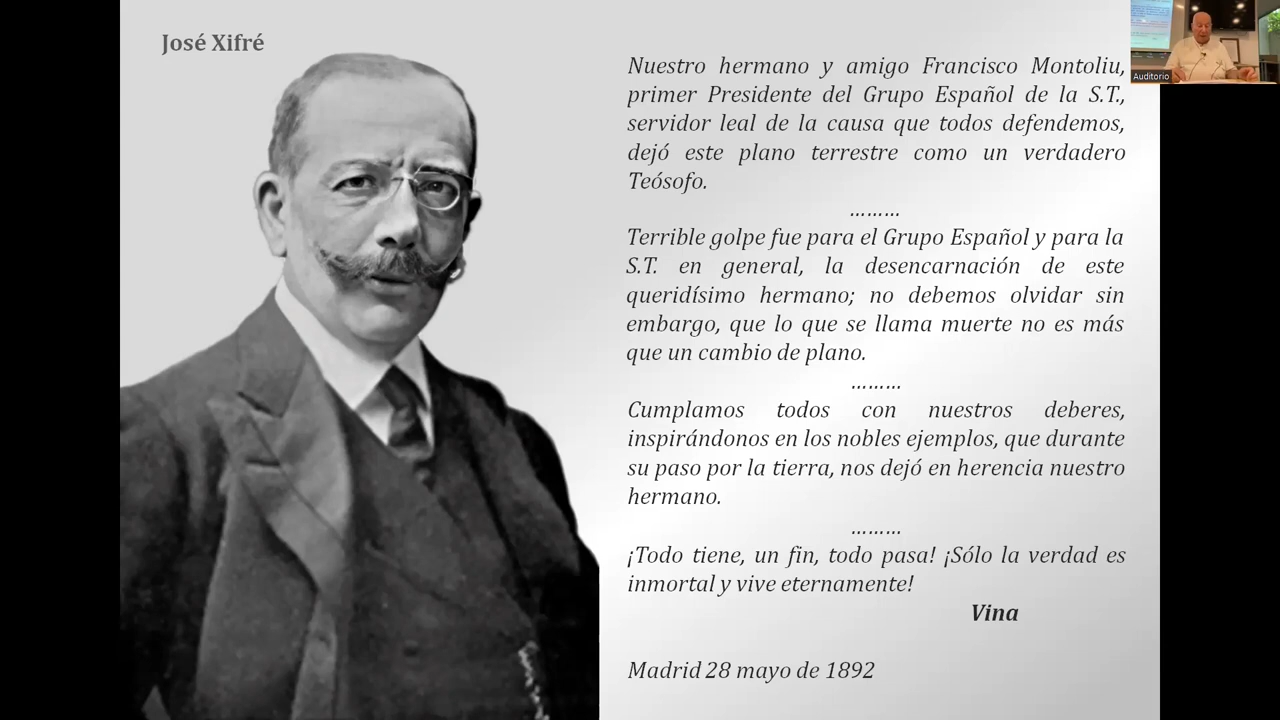 José Xifré
Nuestro hermano y amigo Francisco Montoliu,
primer Presidente del Grupo Español de la S.T.,
servidor leal de la causa que todos defendemos,
dejó este plano terrestre como un verdadero
Teósofo.
………
Terrible golpe fue para el Grupo Español y para la
S.T. en general, la desencarnación de este
queridísimo hermano; no debemos olvidar sin
embargo, que lo que se llama muerte no es más
que un cambio de plano.
………
Cumplamos todos con nuestros deberes,
inspirándonos en los nobles ejemplos, que durante
su paso por la tierra, nos dejó en herencia nuestro
hermano.
………
¡Todo tiene, un fin, todo pasa! ¡Sólo la verdad es
inmortal y vive eternamente!
Vina
Madrid 28 mayo de 1892
Auditorio